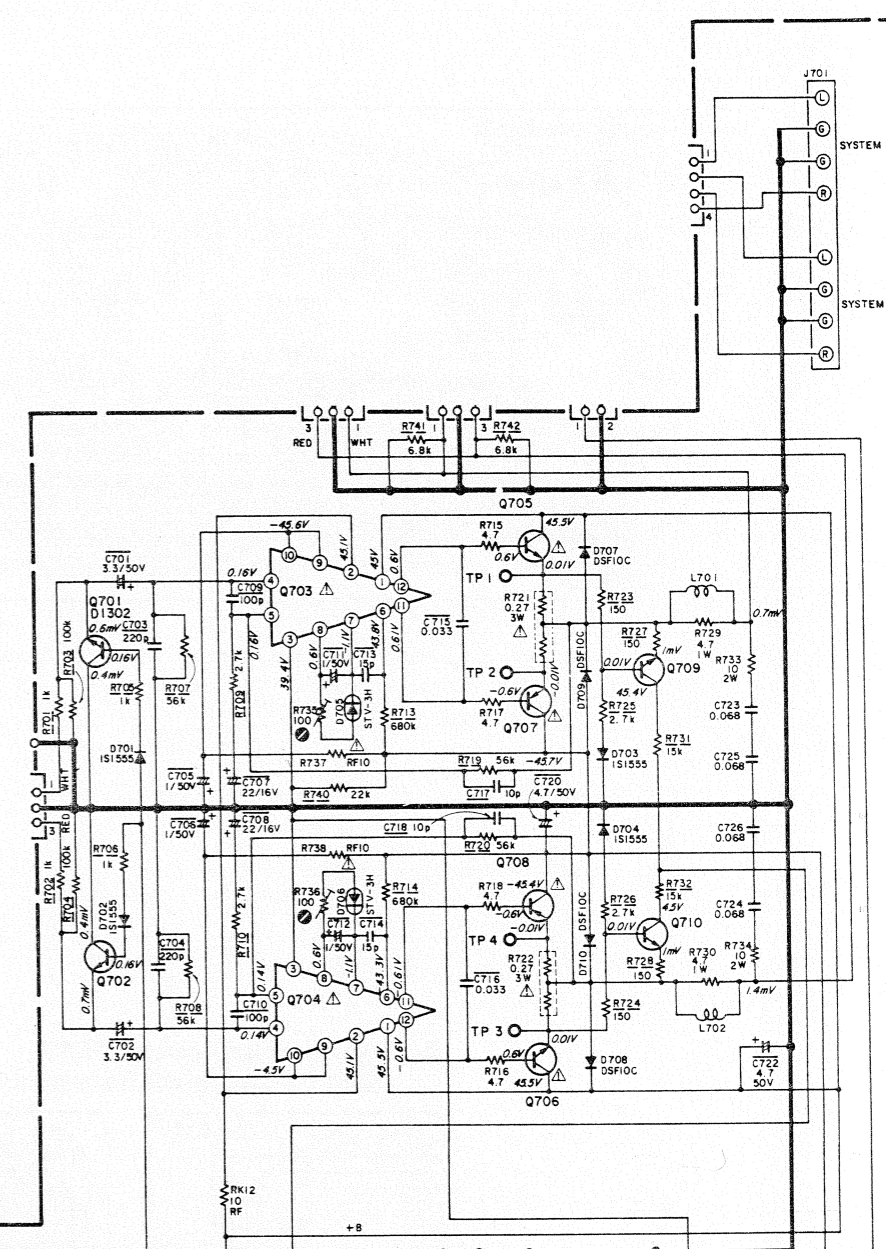 J701
L
G
SYSTEM
G
R
L
G
SYSTEM
G
R
1
4
3
1
RED
WHT
1
3
1
2
R741
6.8k
R742
6.8k
Q705
-45.6V
45.1V
45V
0.6V
45.5V
R715
4.7
0.6V
0.01V
D707
DSF10C
C701
3.3/50V
0.16V
C709
100p
Q703
10
9
2
1
12
4
5
3
8
7
6
11
0.16V
39.4V
0.6V
-1.1V
43.8V
0.61V
Q701
D1302
0.6mV
0.16V
0.4mV
C703
220p
R703 100k
R701 1k
R705
1k
R707
56k
D701
1S1555
R709 2.7k
C711
1/50V
C713
15p
R735
100
D705
STV-3H
R713
680k
R737
RF10
R740
22k
C715
0.033
TP 1
TP 2
R721
0.27
3W
-0.6V
-0.01V
R717
4.7
Q707
-45.7V
D709 DSF10C
R723
150
R727
150
1mV
0.01V
Q709
45.4V
R725
2.7k
D703
1S1555
R731
15k
L701
0.7mV
R729
4.7
1W
R733
10
2W
C723
0.068
C725
0.068
R719 56k
C717 10p
C720
4.7/50V
C705
1/50V
C707
22/16V
WHT
1
3
RED
C706
1/50V
C708
22/16V
C718 10p
R720 56k
R738 RF10
Q708
D704
1S1555
C726
0.068
R702 1k
R704 100k
R706
1k
D702
1S1555
0.4mV
0.16V
Q702
0.7mV
C702
3.3/50V
C704
220p
R708
56k
R710 2.7k
0.14V
C710
100p
0.14V
Q704
R736
100
D706
STV-3H
R714
680k
C712
1/50V
C714
15p
0.6V
-1.1V
43.3V
-0.61V
3
8
7
6
11
5
4
12
10
9
2
1
-4.5V
45.1V
45.5V
-0.6V
R718
4.7
-45.4V
-0.6V
-0.01V
TP 4
C716
0.033
R722
0.27
3W
TP 3
0.01V
0.6V
R716
4.7
45.5V
Q706
D710 DSF10C
D708
DSF10C
R726
2.7k
0.01V
R732
15k
45V
Q710
1mV
R728
150
R724
150
R730
4.7
1W
L702
C724
0.068
R734
10
2W
1.4mV
C722
4.7
50V
RK12
10
RF
+B